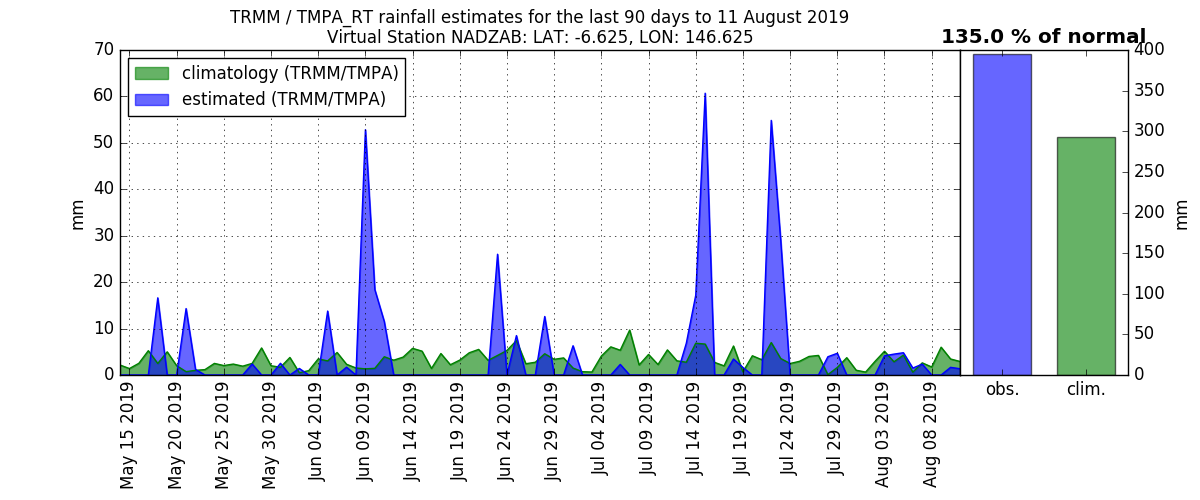 TRMM / TMPA_RT rainfall estimates for the last 90 days to 11 August 2019
Virtual Station NADZAB: LAT: -6.625, LON: 146.625
135.0 % of normal
climatology (TRMM/TMPA)
estimated (TRMM/TMPA)
70
60
50
40
30
20
10
0
mm
May 15 2019
May 20 2019
May 25 2019
May 30 2019
Jun 04 2019
Jun 09 2019
Jun 14 2019
Jun 19 2019
Jun 24 2019
Jun 29 2019
Jul 04 2019
Jul 09 2019
Jul 14 2019
Jul 19 2019
Jul 24 2019
Jul 29 2019
Aug 03 2019
Aug 08 2019
obs.
clim.
400
350
300
250
200
150
100
50
0
mm